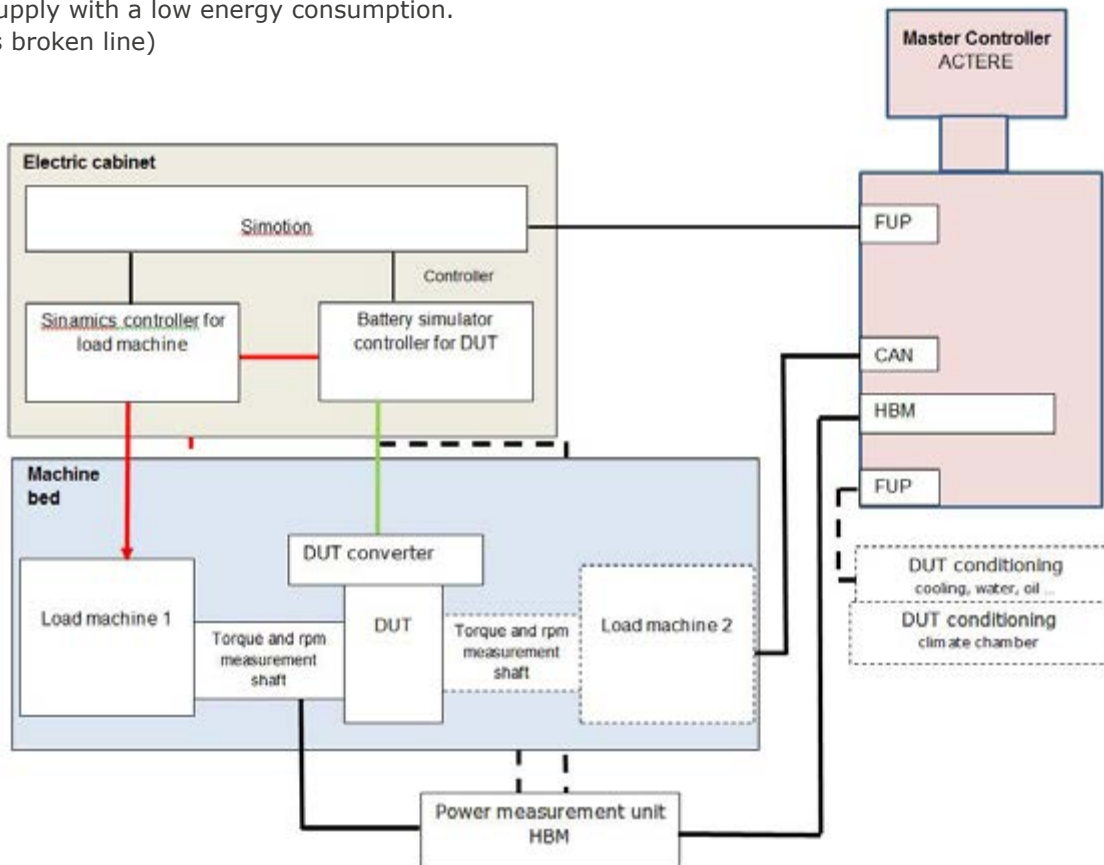 supply with a low energy consumption.
s broken line)
Master Controller
ACTERE
Electric cabinet
Simotion
FUP
Controller
Sinamics controller for
load machine
Battery simulator
controller for DUT
CAN
HBM
Machine
bed
FUP
DUT converter
DUT conditioning
cooling, water, oil ...
Load machine 1
DUT
Torque and rpm
measurement
shaft
Torque and rpm
measurement
shaft
Load machine 2
DUT conditioning
climate chamber
Power measurement unit
HBM